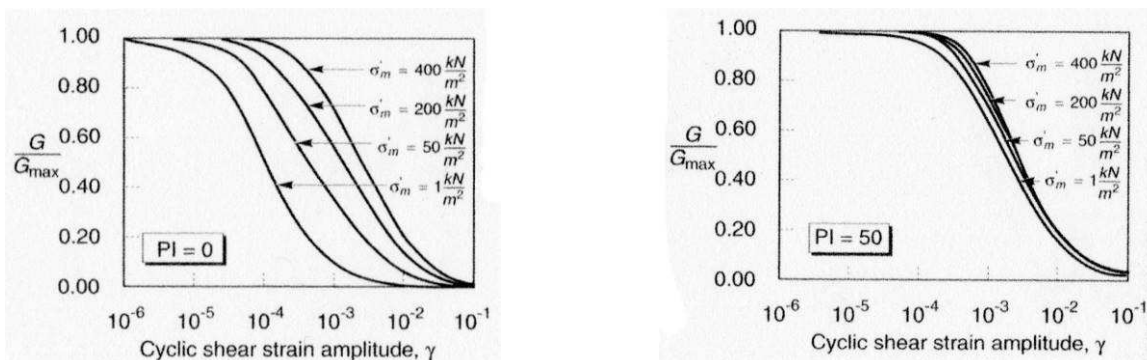 1.00
0.80
0.60
0.40
0.20
0.00
G
Gmax
σ'm = 400 kN/m²
σ'm = 200 kN/m²
σ'm = 50 kN/m²
σ'm = 1 kN/m²
PI = 0
10⁻⁶ 10⁻⁵ 10⁻⁴ 10⁻³ 10⁻² 10⁻¹
Cyclic shear strain amplitude, γ
1.00
0.80
0.60
0.40
0.20
0.00
G
Gmax
σ'm = 400 kN/m²
σ'm = 200 kN/m²
σ'm = 50 kN/m²
σ'm = 1 kN/m²
PI = 50
10⁻⁶ 10⁻⁵ 10⁻⁴ 10⁻³ 10⁻² 10⁻¹
Cyclic shear strain amplitude, γ